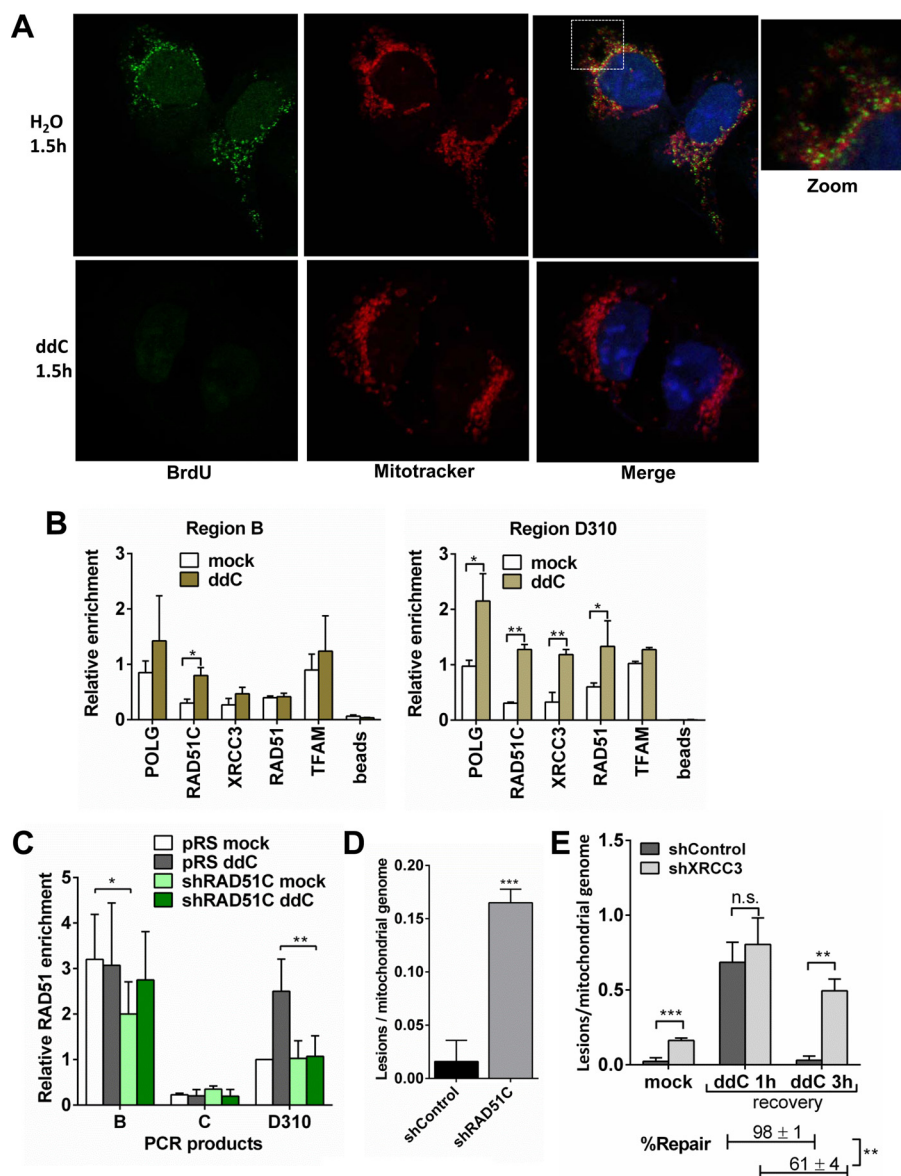 A
H2O
1.5h
Zoom
ddC
1.5h
BrdU
Mitotracker
Merge
B
Region B
mock
ddC
Relative enrichment
3
2
1
0
POLG
RAD51C
XRCC3
RAD51
TFAM
beads
*
Region D310
mock
ddC
Relative enrichment
3
2
1
0
POLG
RAD51C
XRCC3
RAD51
TFAM
beads
*
**
**
*
C
pRS mock
pRS ddC
shRAD51C mock
shRAD51C ddC
Relative RAD51 enrichment
5
4
3
2
1
0
*
**
B
C
D310
PCR products
D
Lesions / mitochondrial genome
0.20
0.15
0.10
0.05
0.00
***
shControl
shRAD51C
E
shControl
shXRCC3
Lesions/mitochondrial genome
1.5
1.0
0.5
0.0
***
n.s.
**
mock
ddC 1h
ddC 3h
recovery
%Repair
98 ± 1
61 ± 4
**